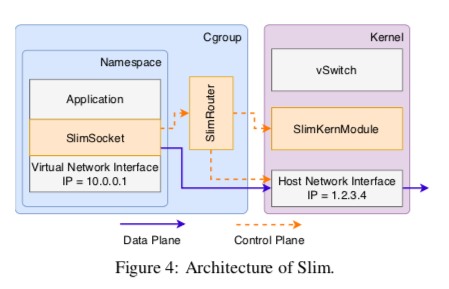 Cgroup
Kernel
Namespace
Application
SlimSocket
Virtual Network Interface
IP = 10.0.0.1
SlimRouter
vSwitch
SlimKernModule
Host Network Interface
IP = 1.2.3.4
Data Plane
Control Plane
Figure 4: Architecture of Slim.